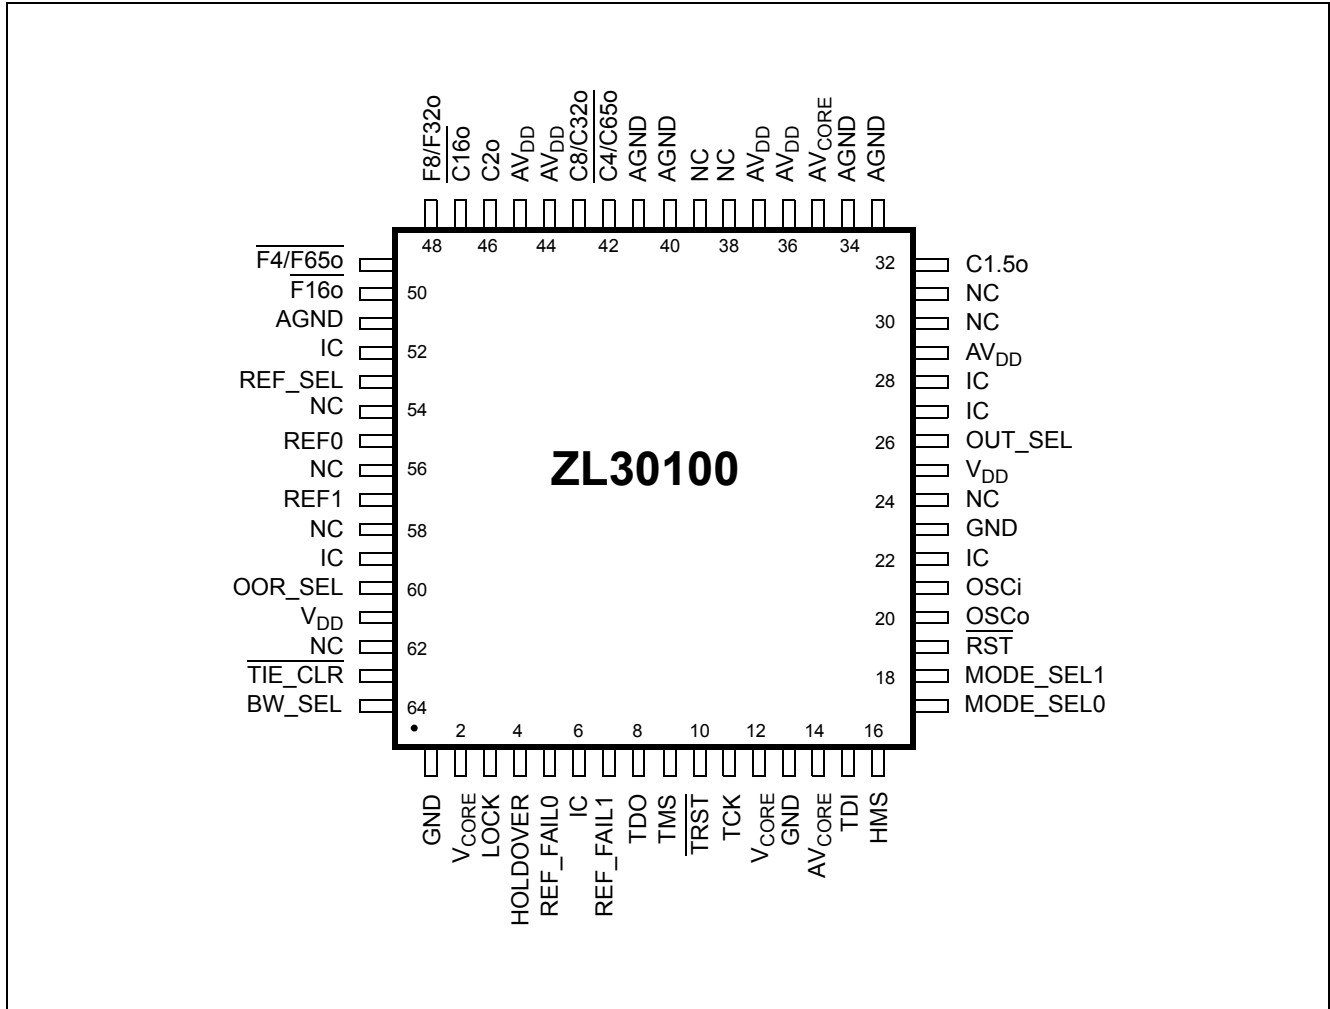 F8/F32o
C16o
C2o
AVDD
AVDD
C8/C32o
C4/C65o
AGND
AGND
NC
NC
AVDD
AVDD
AVCORE
AGND
AGND
48 46 44 42 40 38 36 34
F4/F65o
F16o 50
AGND
IC 52
REF_SEL
NC 54
REF0
NC 56
REF1
NC 58
IC
OOR_SEL 60
VDD
NC 62
TIE_CLR
BW_SEL 64
ZL30100
32 C1.5o
NC
30 NC
AVDD
28 IC
IC
26 OUT_SEL
VDD
24 NC
GND
22 IC
OSCi
20 OSCo
RST
18 MODE_SEL1
MODE_SEL0
2 4 6 8 10 12 14 16
GND
VCORE
LOCK
HOLDOVER
REF_FAIL0
IC
REF_FAIL1
TDO
TMS
TRST
TCK
VCORE
GND
AVCORE
TDI
HMS